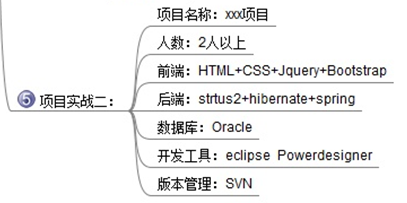 项目名称：xxx项目
人数：2人以上
前端：HTML+CSS+Jquery+Bootstrap
5 项目实战二：
后端：strtus2+hibernate+spring
数据库：Oracle
开发工具：eclipse Powerdesigner
版本管理：SVN